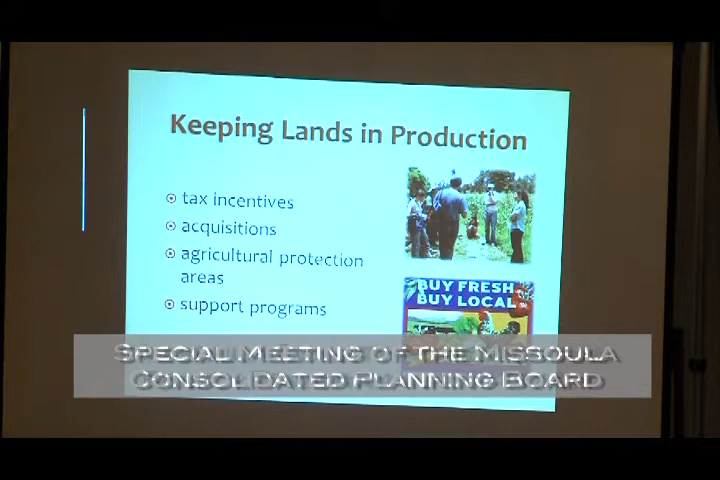 Keeping Lands in Production
tax incentives
acquisitions
agricultural protection
areas
support programs
BUY FRESH
BUY LOCAL
SPECIAL MEETING OF THE MISSOULA
CONSOLIDATED PLANNING BOARD